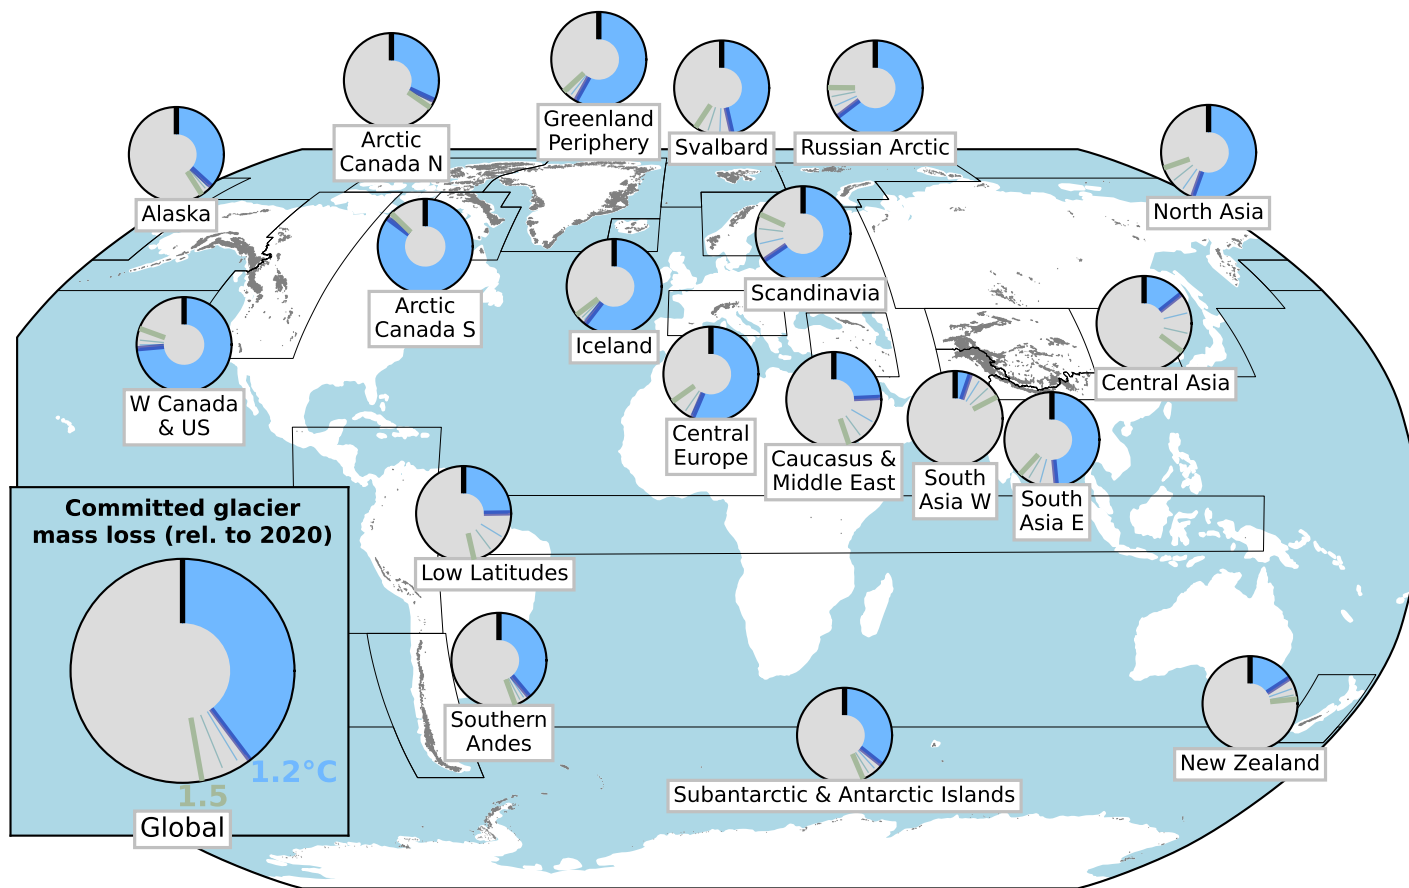 Greenland
Periphery
Arctic
Canada N
Svalbard
Russian Arctic
Alaska
North Asia
Scandinavia
Arctic
Canada S
Iceland
Central Asia
W Canada
& US
Central
Europe
Caucasus &
Middle East
South
Asia W
South
Asia E
Committed glacier
mass loss (rel. to 2020)
Low Latitudes
Southern
Andes
New Zealand
1.2°C
1.5
Subantarctic & Antarctic Islands
Global